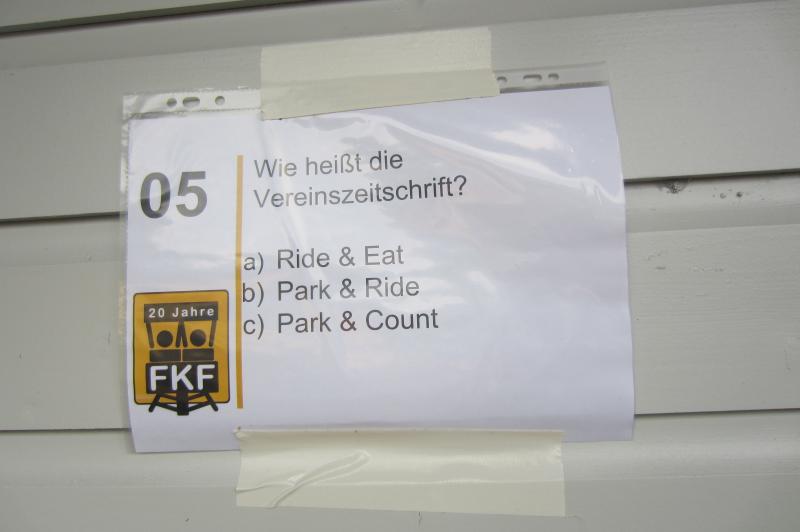 05
Wie heißt die
Vereinszeitschrift?
a) Ride & Eat
b) Park & Ride
c) Park & Count
20 Jahre
FKF